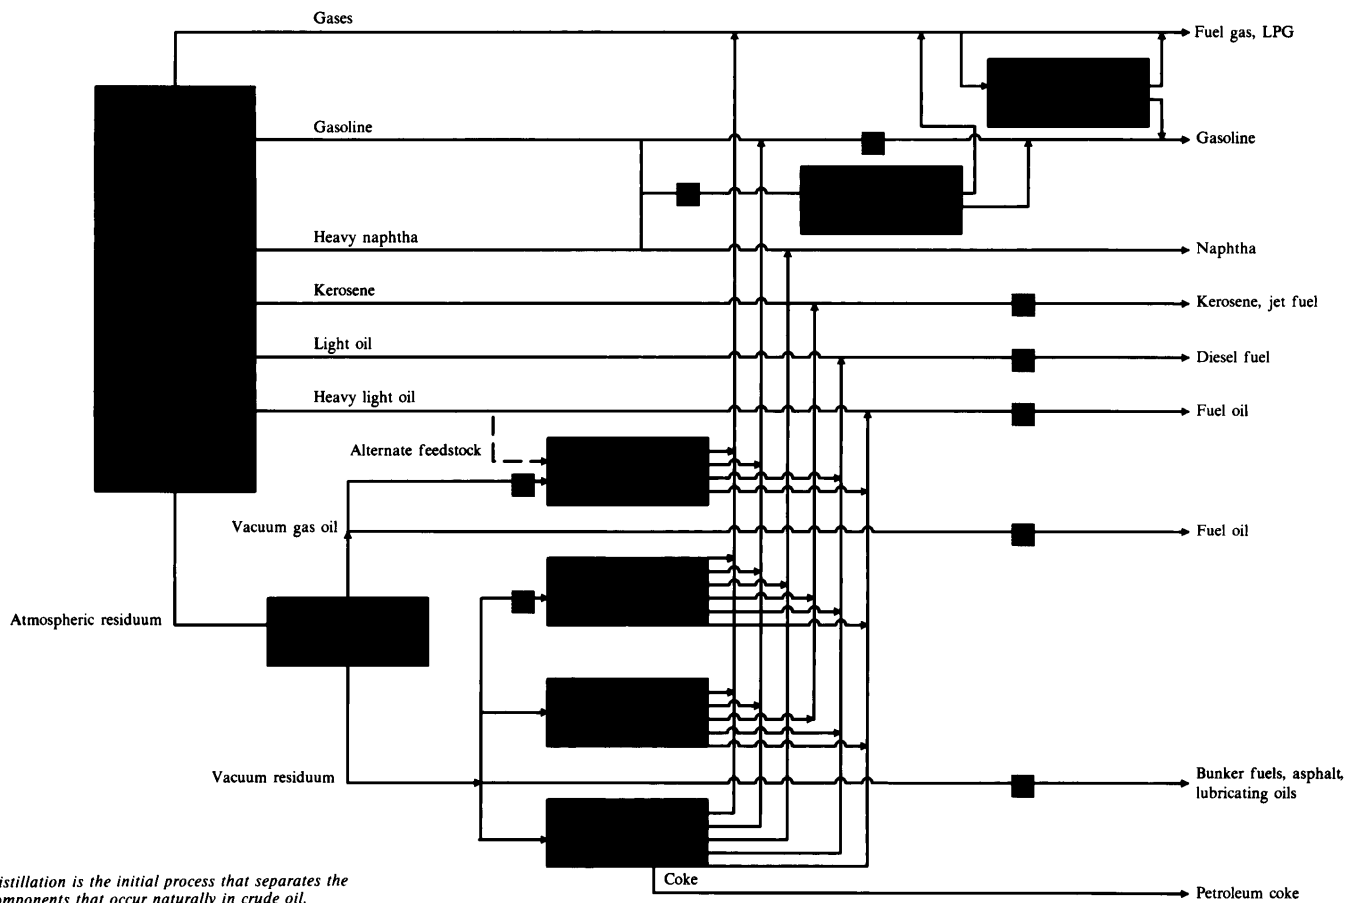 Gases
Fuel gas, LPG
Gasoline
Gasoline
Heavy naphtha
Naphtha
Kerosene
Kerosene, jet fuel
Light oil
Diesel fuel
Heavy light oil
Fuel oil
Alternate feedstock
Vacuum gas oil
Fuel oil
Atmospheric residuum
Vacuum residuum
Bunker fuels, asphalt,
lubricating oils
Coke
Petroleum coke
istillation is the initial process that separates the
omponents that occur naturally in crude oil.